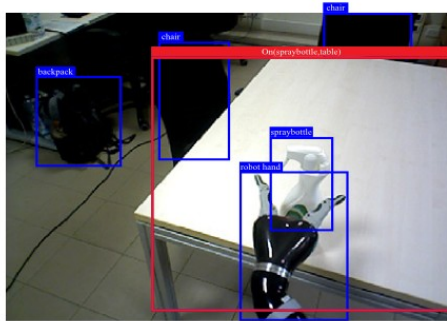 chair
chair
On(spraybottle,table)
backpack
spraybottle
robot hand